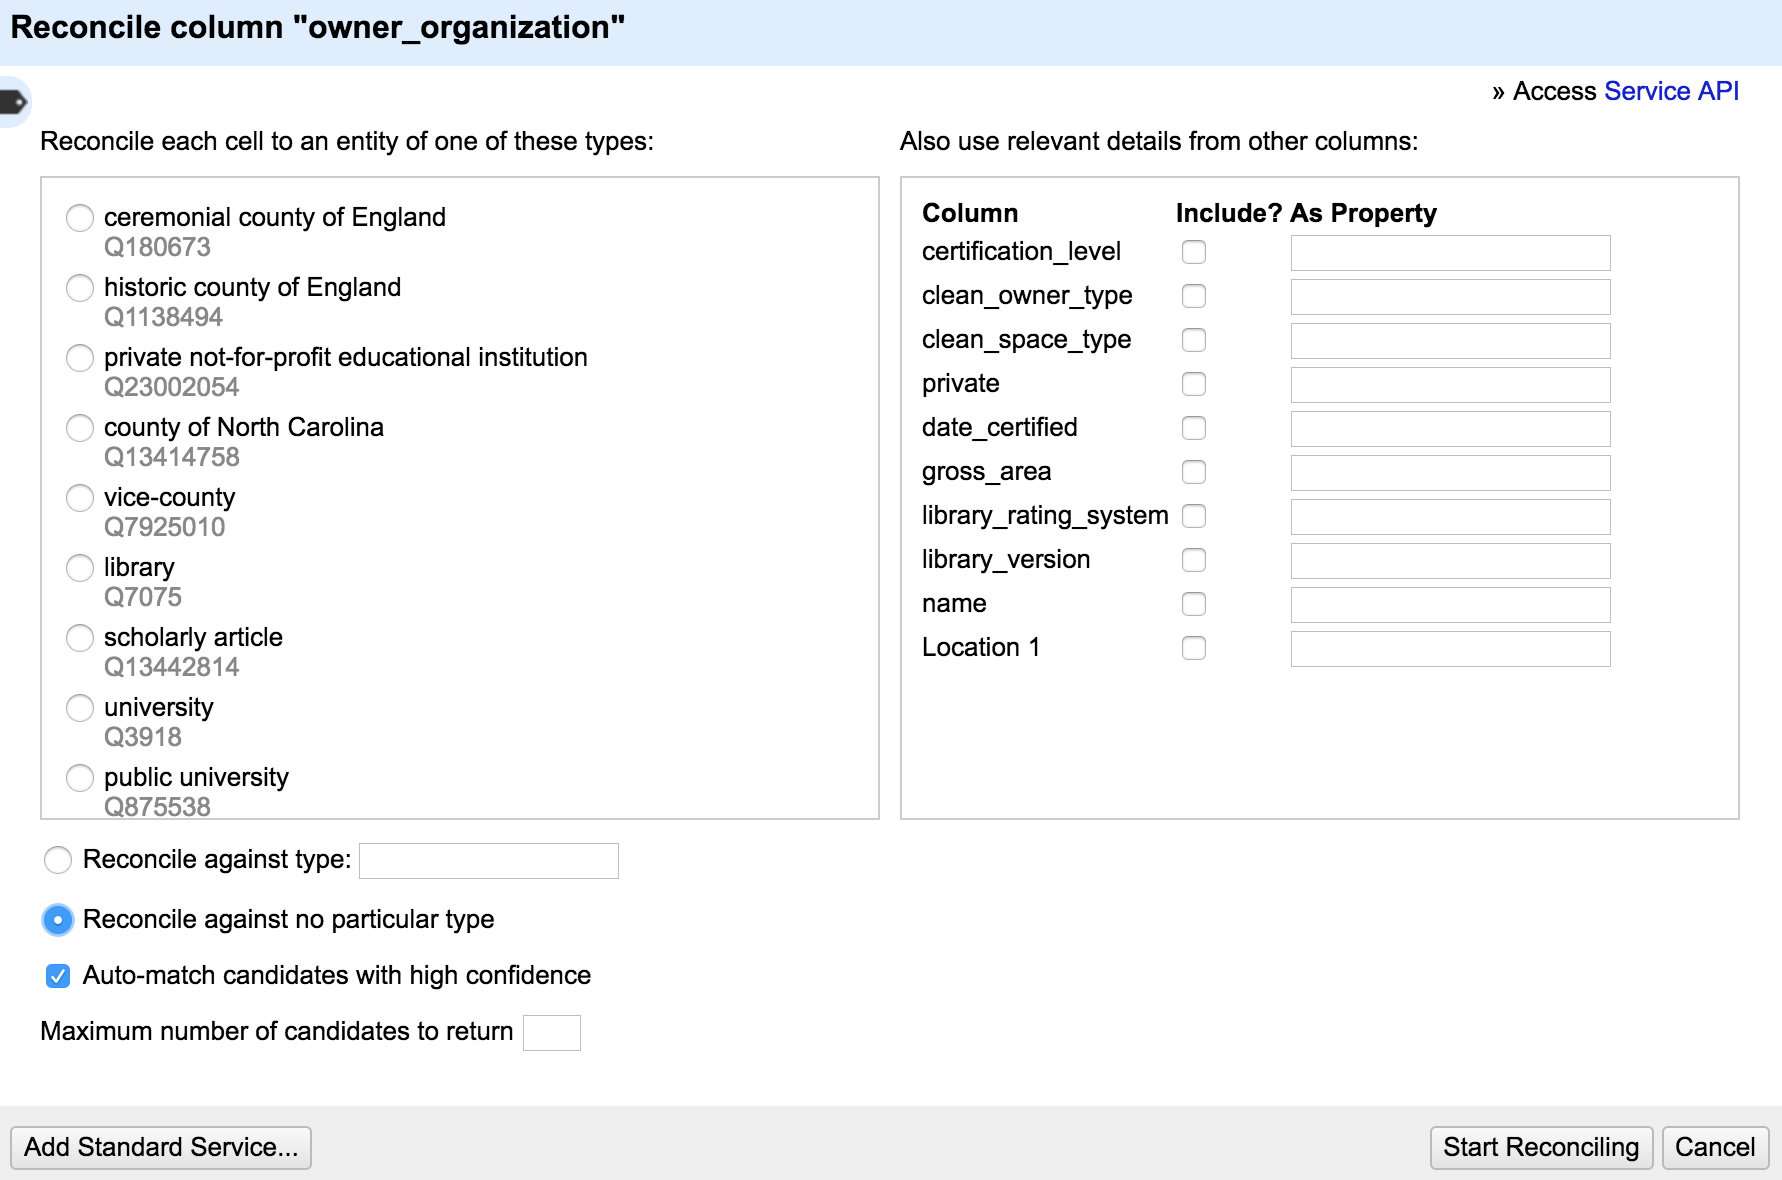 Reconcile column "owner_organization"
» Access Service API
Reconcile each cell to an entity of one of these types:
ceremonial county of England
Q180673
historic county of England
Q1138494
private not-for-profit educational institution
Q23002054
county of North Carolina
Q13414758
vice-county
Q7925010
library
Q7075
scholarly article
Q13442814
university
Q3918
public university
Q875538
Reconcile against type:
Reconcile against no particular type
Auto-match candidates with high confidence
Maximum number of candidates to return
Also use relevant details from other columns:
Column Include? As Property
certification_level
clean_owner_type
clean_space_type
private
date_certified
gross_area
library_rating_system
library_version
name
Location 1
Add Standard Service...
Start Reconciling
Cancel